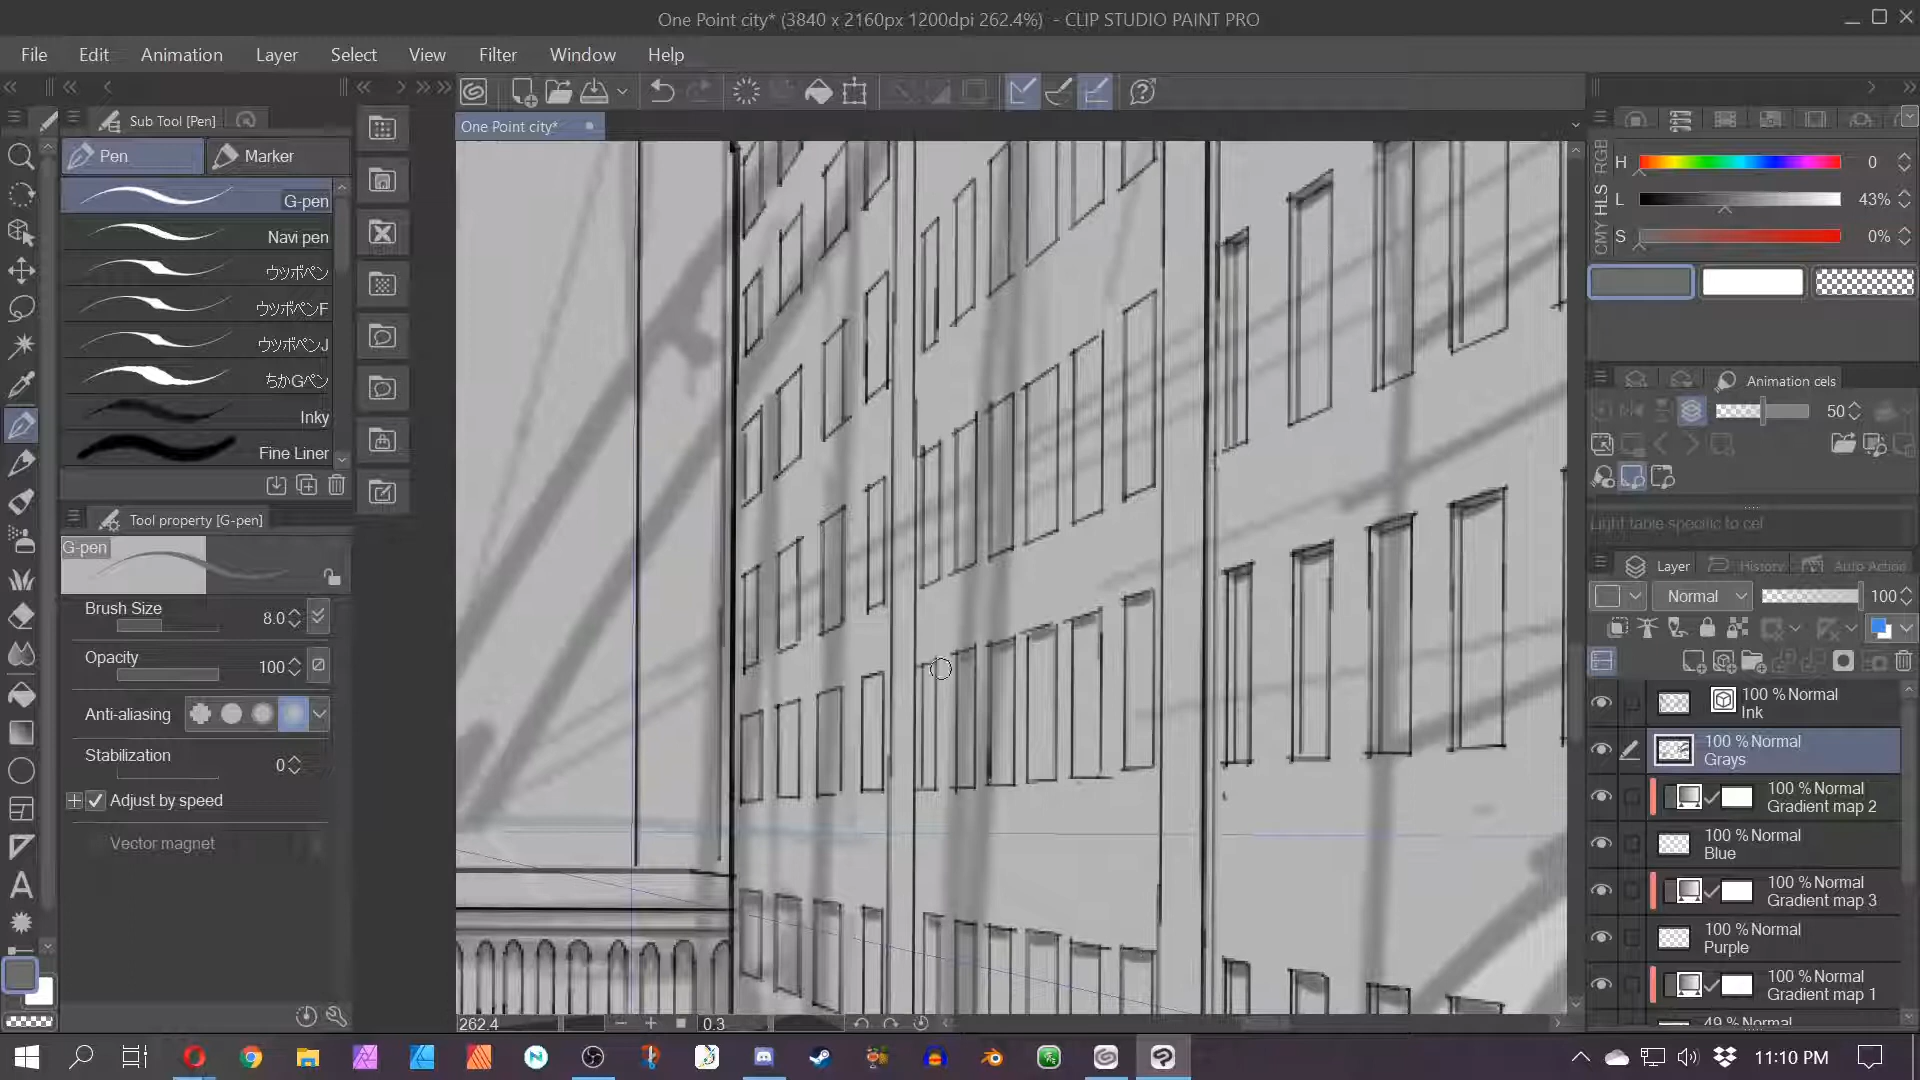 One Point city* (3840 x 2160px 1200dpi 262.4%)  - CLIP STUDIO PAINT PRO
File Edit Animation Layer Select View Filter Window Help
Sub Tool [Pen]
One Point city*
Pen Marker
G-pen
Navi pen
ウツボペン
ウツボペンF
ウツボペンJ
ちかGペン
Inky
Fine Liner
Tool property [G-pen]
G-pen
Brush Size 8.0
Opacity 100
Anti-aliasing
Stabilization 0
Adjust by speed
Vector magnet
262.4 0.3
RGB
HLS
CMY
H 0
L 43%
S 0%
Animation cels
50
Light table specific to cel
Layer History Auto Action
Normal 100
100 % Normal
Ink
100 % Normal
Grays
100 % Normal
Gradient map 2
100 % Normal
Blue
100 % Normal
Gradient map 3
100 % Normal
Purple
100 % Normal
Gradient map 1
49 % Normal
11:10 PM